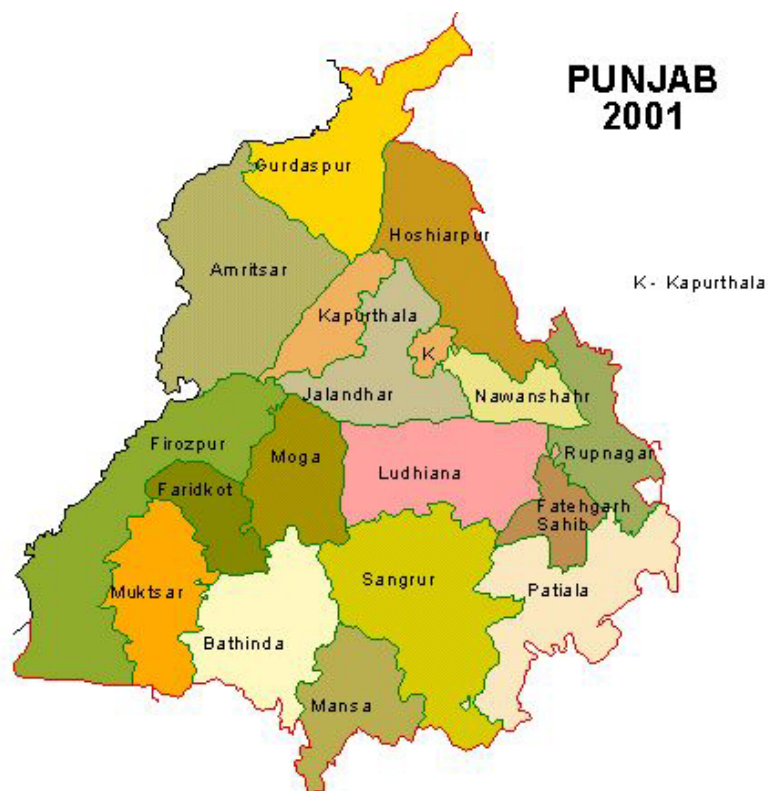 PUNJAB
2001
Gurdaspur
Hoshiarpur
Amritsar
K- Kapurthala
Kapurthala
K
Jalandhar
Nawanshahr
Firozpur
Moga
Ludhiana
Rupnagar
Faridkot
Fatehgarh
Sahib
Muktsar
Sangrur
Patiala
Bathinda
Mansa